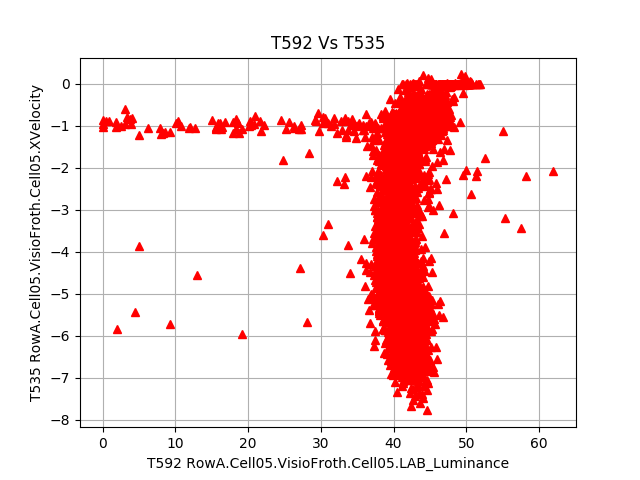 T592 Vs T535
0
−1
−2
−3
−4
−5
−6
−7
−8
T535 RowA.Cell05.VisioFroth.Cell05.XVelocity
0 10 20 30 40 50 60
T592 RowA.Cell05.VisioFroth.Cell05.LAB_Luminance